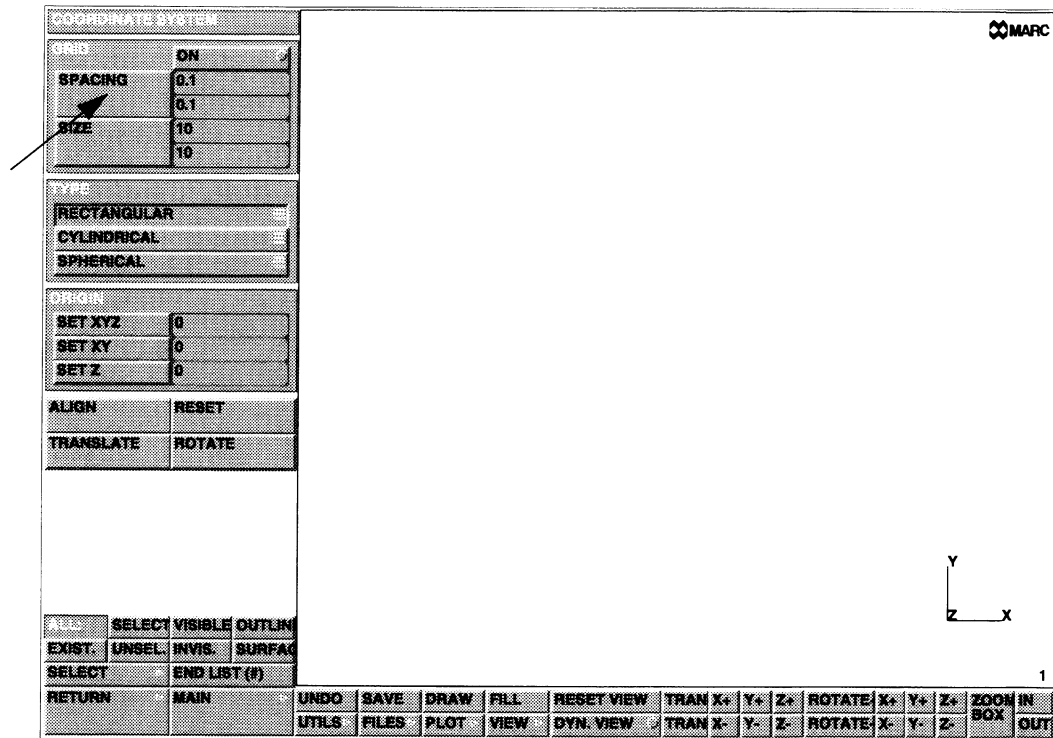 COORDINATE SYSTEM
MARC
GRID
ON
SPACING
0.1
0.1
SIZE
10
10
TYPE
RECTANGULAR
CYLINDRICAL
SPHERICAL
ORIGIN
SET XYZ 0
SET XY 0
SET Z 0
ALIGN RESET
TRANSLATE ROTATE
Y
Z X
ALL. SELECT VISIBLE OUTLIN
EXIST. UNSEL. INVIS. SURFAC
SELECT END LIST (#)
1
RETURN MAIN UNDO SAVE DRAW FILL RESET VIEW TRAN X+ Y+ Z+ ROTATE X+ Y+ Z+ ZOOM IN
UTILS FILES PLOT VIEW DYN. VIEW TRAN X- Y- Z- ROTATE X- Y- Z- BOX OUT